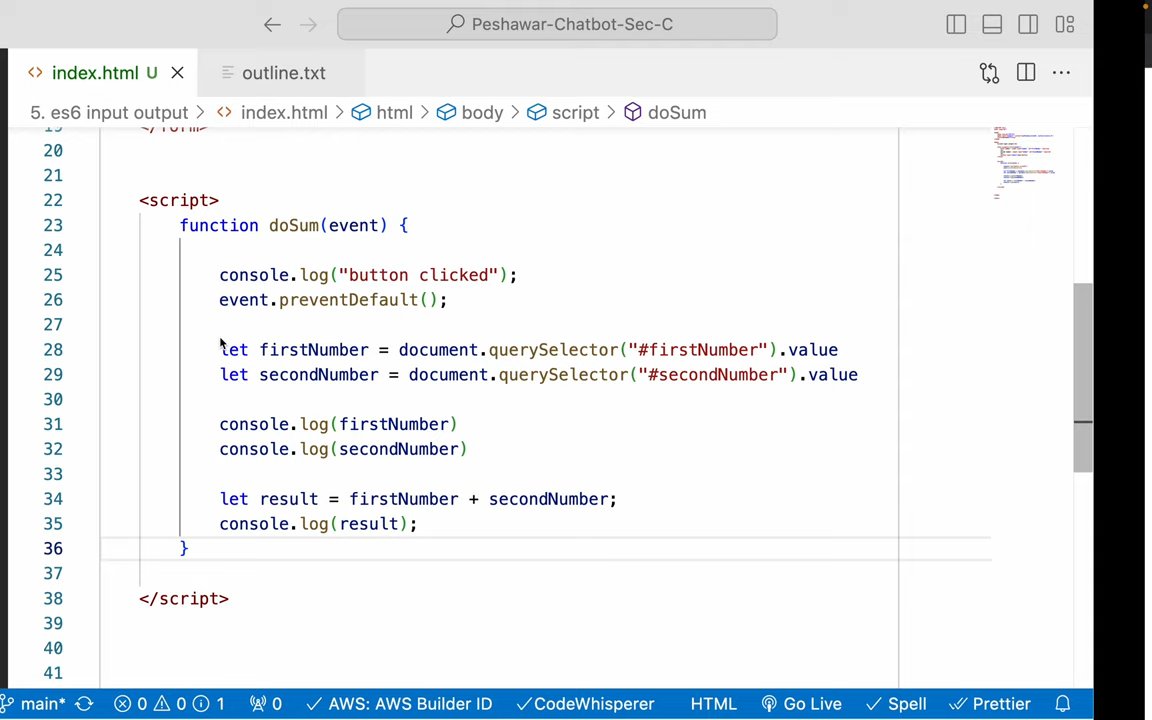 Peshawar-Chatbot-Sec-C
index.html U
outline.txt
5. es6 input output > index.html > html > body > script > doSum
19 </form>
20
21
22 <script>
23 function doSum(event) {
24
25 console.log("button clicked");
26 event.preventDefault();
27
28 let firstNumber = document.querySelector("#firstNumber").value
29 let secondNumber = document.querySelector("#secondNumber").value
30
31 console.log(firstNumber)
32 console.log(secondNumber)
33
34 let result = firstNumber + secondNumber;
35 console.log(result);
36 }
37
38 </script>
39
40
41
main* 0 0 1 0 AWS: AWS Builder ID CodeWhisperer HTML Go Live Spell Prettier